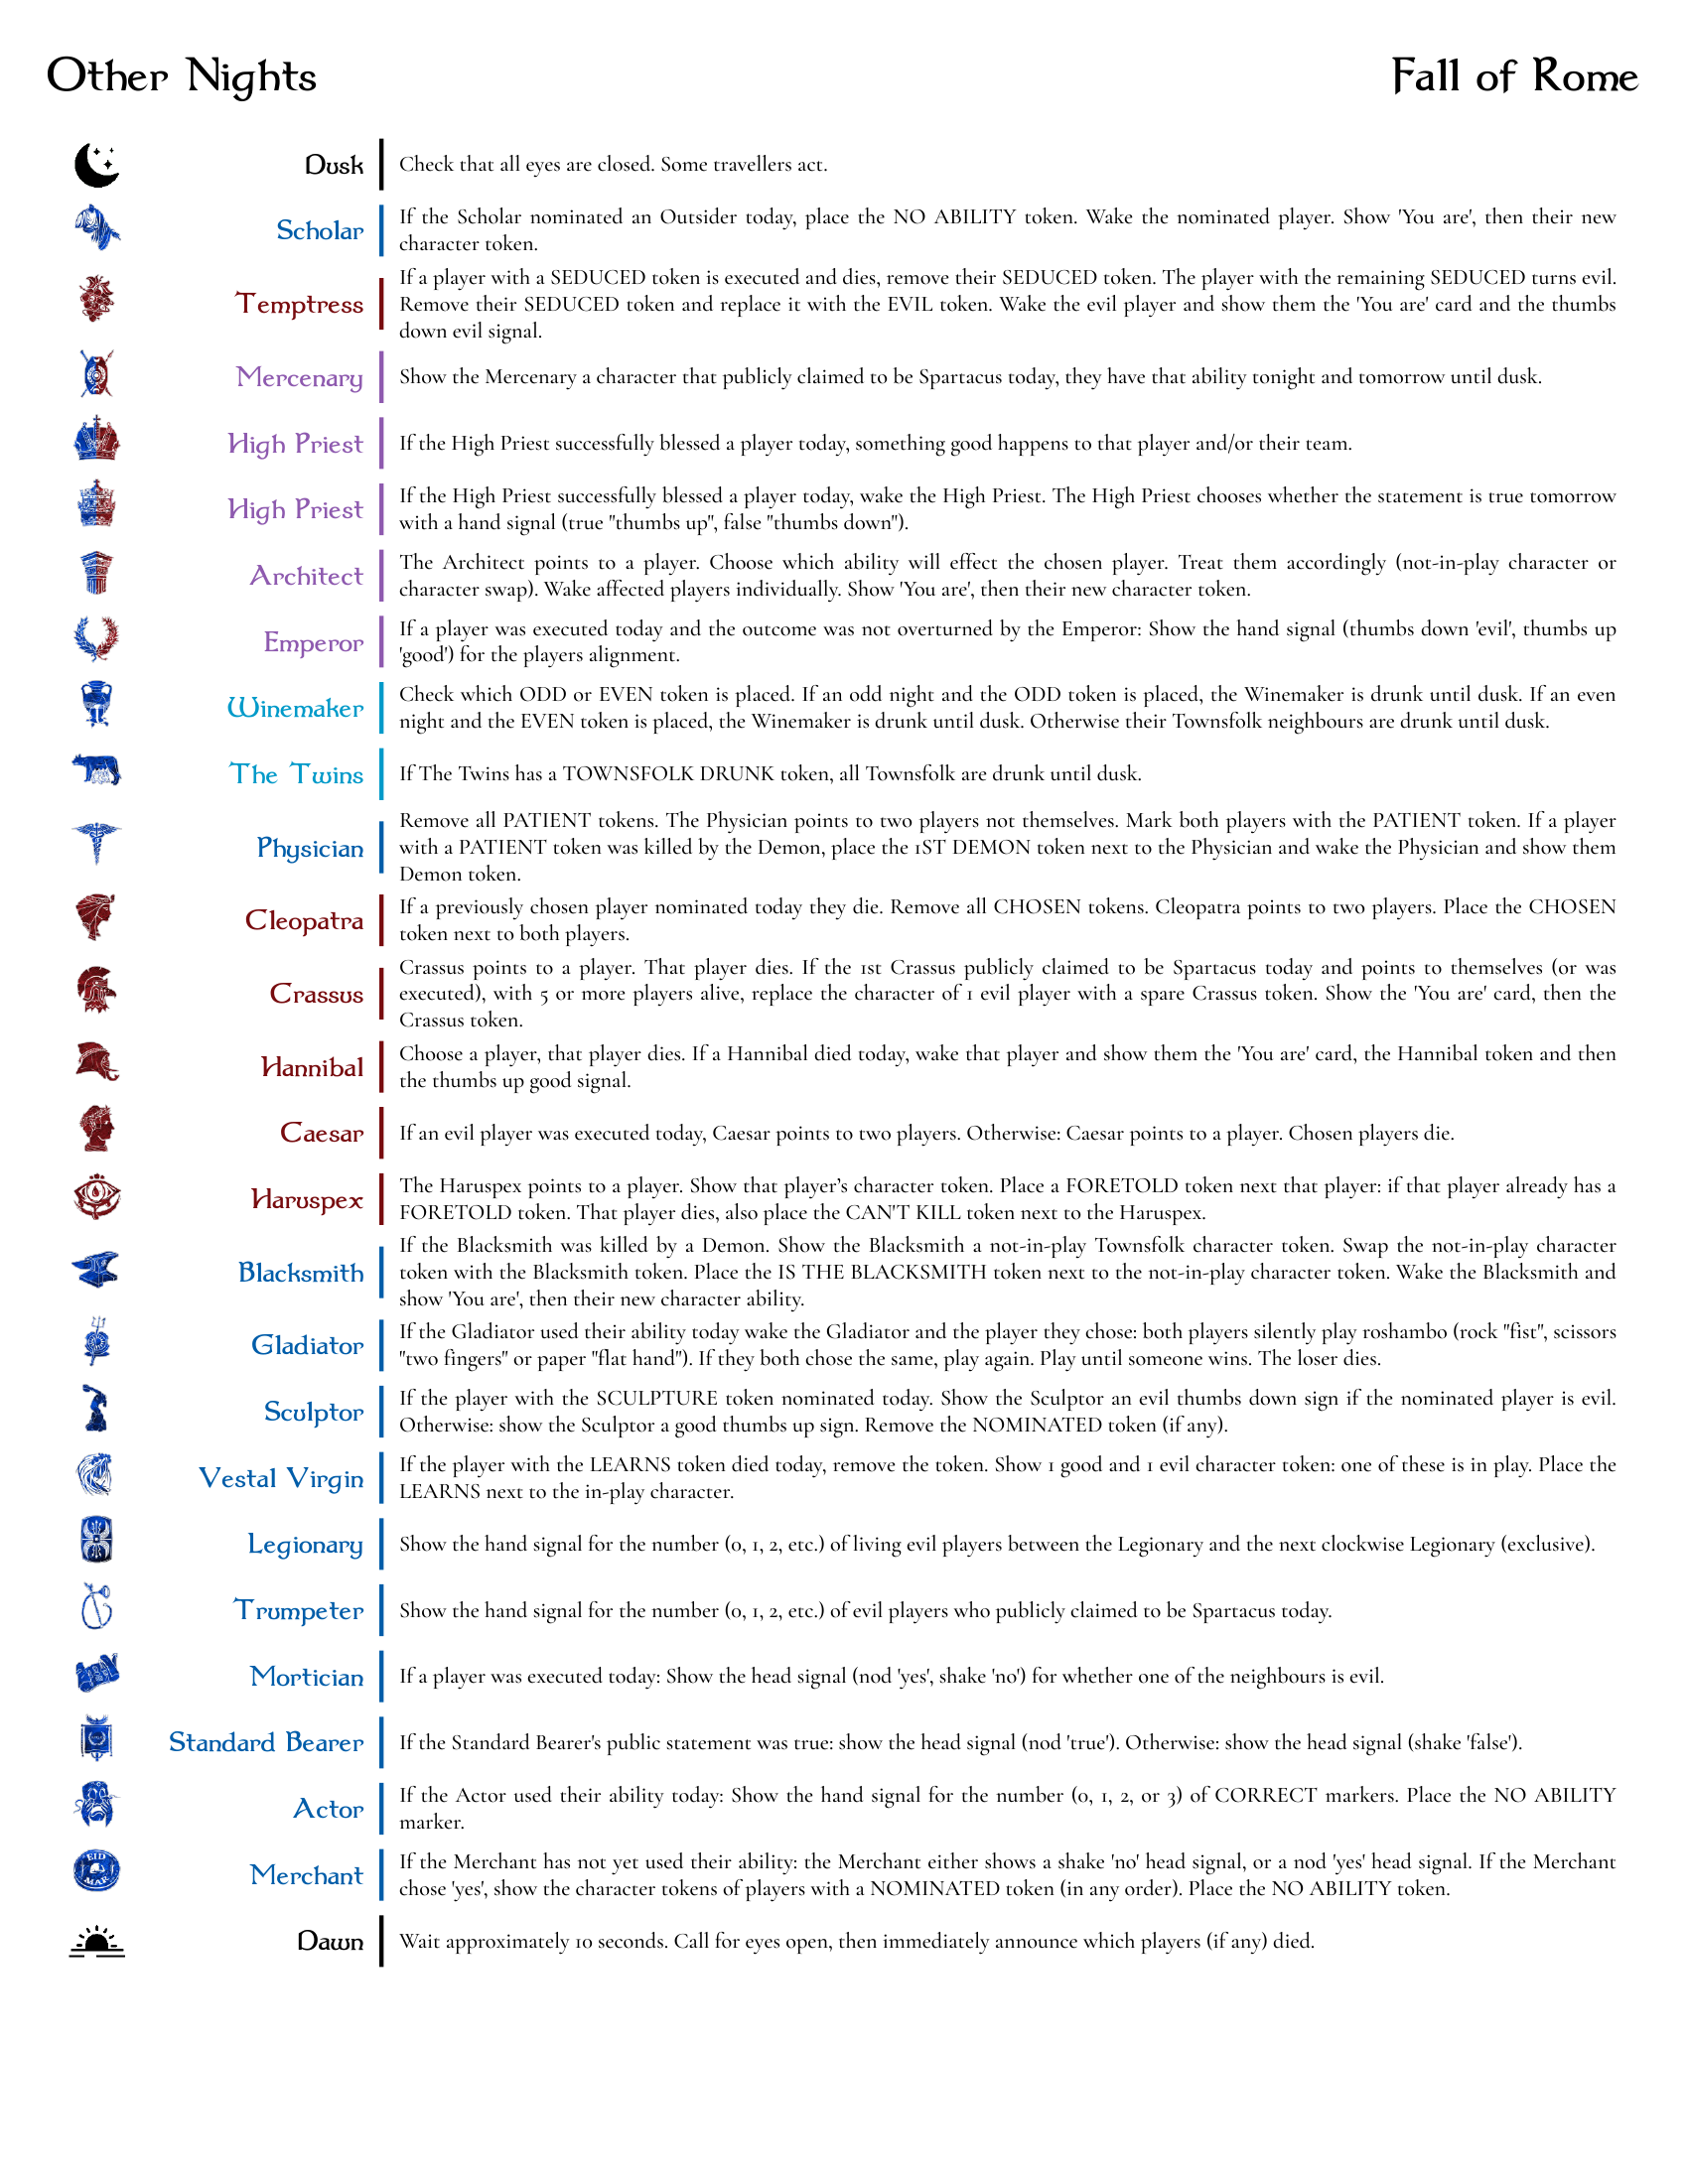 Other Nights
Fall of Rome
Dusk
Check that all eyes are closed. Some travellers act.
Scholar
If the Scholar nominated an Outsider today, place the NO ABILITY token. Wake the nominated player. Show 'You are', then their new
character token.
Temptress
If a player with a SEDUCED token is executed and dies, remove their SEDUCED token. The player with the remaining SEDUCED turns evil.
Remove their SEDUCED token and replace it with the EVIL token. Wake the evil player and show them the 'You are' card and the thumbs
down evil signal.
Mercenary
Show the Mercenary a character that publicly claimed to be Spartacus today, they have that ability tonight and tomorrow until dusk.
High Priest
If the High Priest successfully blessed a player today, something good happens to that player and/or their team.
High Priest
If the High Priest successfully blessed a player today, wake the High Priest. The High Priest chooses whether the statement is true tomorrow
with a hand signal (true "thumbs up", false "thumbs down").
Architect
The Architect points to a player. Choose which ability will effect the chosen player. Treat them accordingly (not-in-play character or
character swap). Wake affected players individually. Show 'You are', then their new character token.
Emperor
If a player was executed today and the outcome was not overturned by the Emperor: Show the hand signal (thumbs down 'evil', thumbs up
'good') for the players alignment.
Winemaker
Check which ODD or EVEN token is placed. If an odd night and the ODD token is placed, the Winemaker is drunk until dusk. If an even
night and the EVEN token is placed, the Winemaker is drunk until dusk. Otherwise their Townsfolk neighbours are drunk until dusk.
The Twins
If The Twins has a TOWNSFOLK DRUNK token, all Townsfolk are drunk until dusk.
Physician
Remove all PATIENT tokens. The Physician points to two players not themselves. Mark both players with the PATIENT token. If a player
with a PATIENT token was killed by the Demon, place the 1ST DEMON token next to the Physician and wake the Physician and show them
Demon token.
Cleopatra
If a previously chosen player nominated today they die. Remove all CHOSEN tokens. Cleopatra points to two players. Place the CHOSEN
token next to both players.
Crassus
Crassus points to a player. That player dies. If the 1st Crassus publicly claimed to be Spartacus today and points to themselves (or was
executed), with 5 or more players alive, replace the character of 1 evil player with a spare Crassus token. Show the 'You are' card, then the
Crassus token.
Hannibal
Choose a player, that player dies. If a Hannibal died today, wake that player and show them the 'You are' card, the Hannibal token and then
the thumbs up good signal.
Caesar
If an evil player was executed today, Caesar points to two players. Otherwise: Caesar points to a player. Chosen players die.
Haruspex
The Haruspex points to a player. Show that player’s character token. Place a FORETOLD token next that player: if that player already has a
FORETOLD token. That player dies, also place the CAN'T KILL token next to the Haruspex.
Blacksmith
If the Blacksmith was killed by a Demon. Show the Blacksmith a not-in-play Townsfolk character token. Swap the not-in-play character
token with the Blacksmith token. Place the IS THE BLACKSMITH token next to the not-in-play character token. Wake the Blacksmith and
show 'You are', then their new character ability.
Gladiator
If the Gladiator used their ability today wake the Gladiator and the player they chose: both players silently play roshambo (rock "fist", scissors
"two fingers" or paper "flat hand"). If they both chose the same, play again. Play until someone wins. The loser dies.
Sculptor
If the player with the SCULPTURE token nominated today. Show the Sculptor an evil thumbs down sign if the nominated player is evil.
Otherwise: show the Sculptor a good thumbs up sign. Remove the NOMINATED token (if any).
Vestal Virgin
If the player with the LEARNS token died today, remove the token. Show 1 good and 1 evil character token: one of these is in play. Place the
LEARNS next to the in-play character.
Legionary
Show the hand signal for the number (0, 1, 2, etc.) of living evil players between the Legionary and the next clockwise Legionary (exclusive).
Trumpeter
Show the hand signal for the number (0, 1, 2, etc.) of evil players who publicly claimed to be Spartacus today.
Mortician
If a player was executed today: Show the head signal (nod 'yes', shake 'no') for whether one of the neighbours is evil.
Standard Bearer
If the Standard Bearer's public statement was true: show the head signal (nod 'true'). Otherwise: show the head signal (shake 'false').
Actor
If the Actor used their ability today: Show the hand signal for the number (0, 1, 2, or 3) of CORRECT markers. Place the NO ABILITY
marker.
EID
MAR
Merchant
If the Merchant has not yet used their ability: the Merchant either shows a shake 'no' head signal, or a nod 'yes' head signal. If the Merchant
chose 'yes', show the character tokens of players with a NOMINATED token (in any order). Place the NO ABILITY token.
Dawn
Wait approximately 10 seconds. Call for eyes open, then immediately announce which players (if any) died.